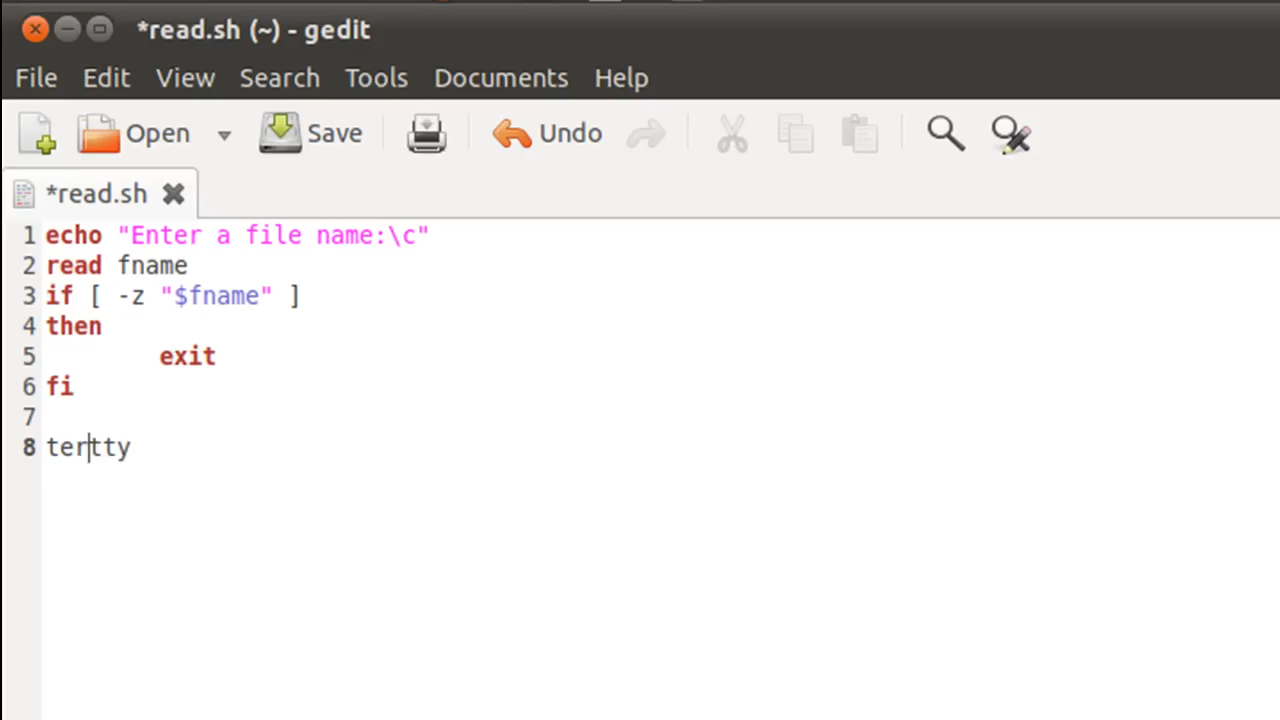 *read.sh (~) - gedit
File Edit View Search Tools Documents Help
Open Save Undo
*read.sh
1 echo "Enter a file name:\c"
2 read fname
3 if [ -z "$fname" ]
4 then
5 exit
6 fi
7
8 tertty